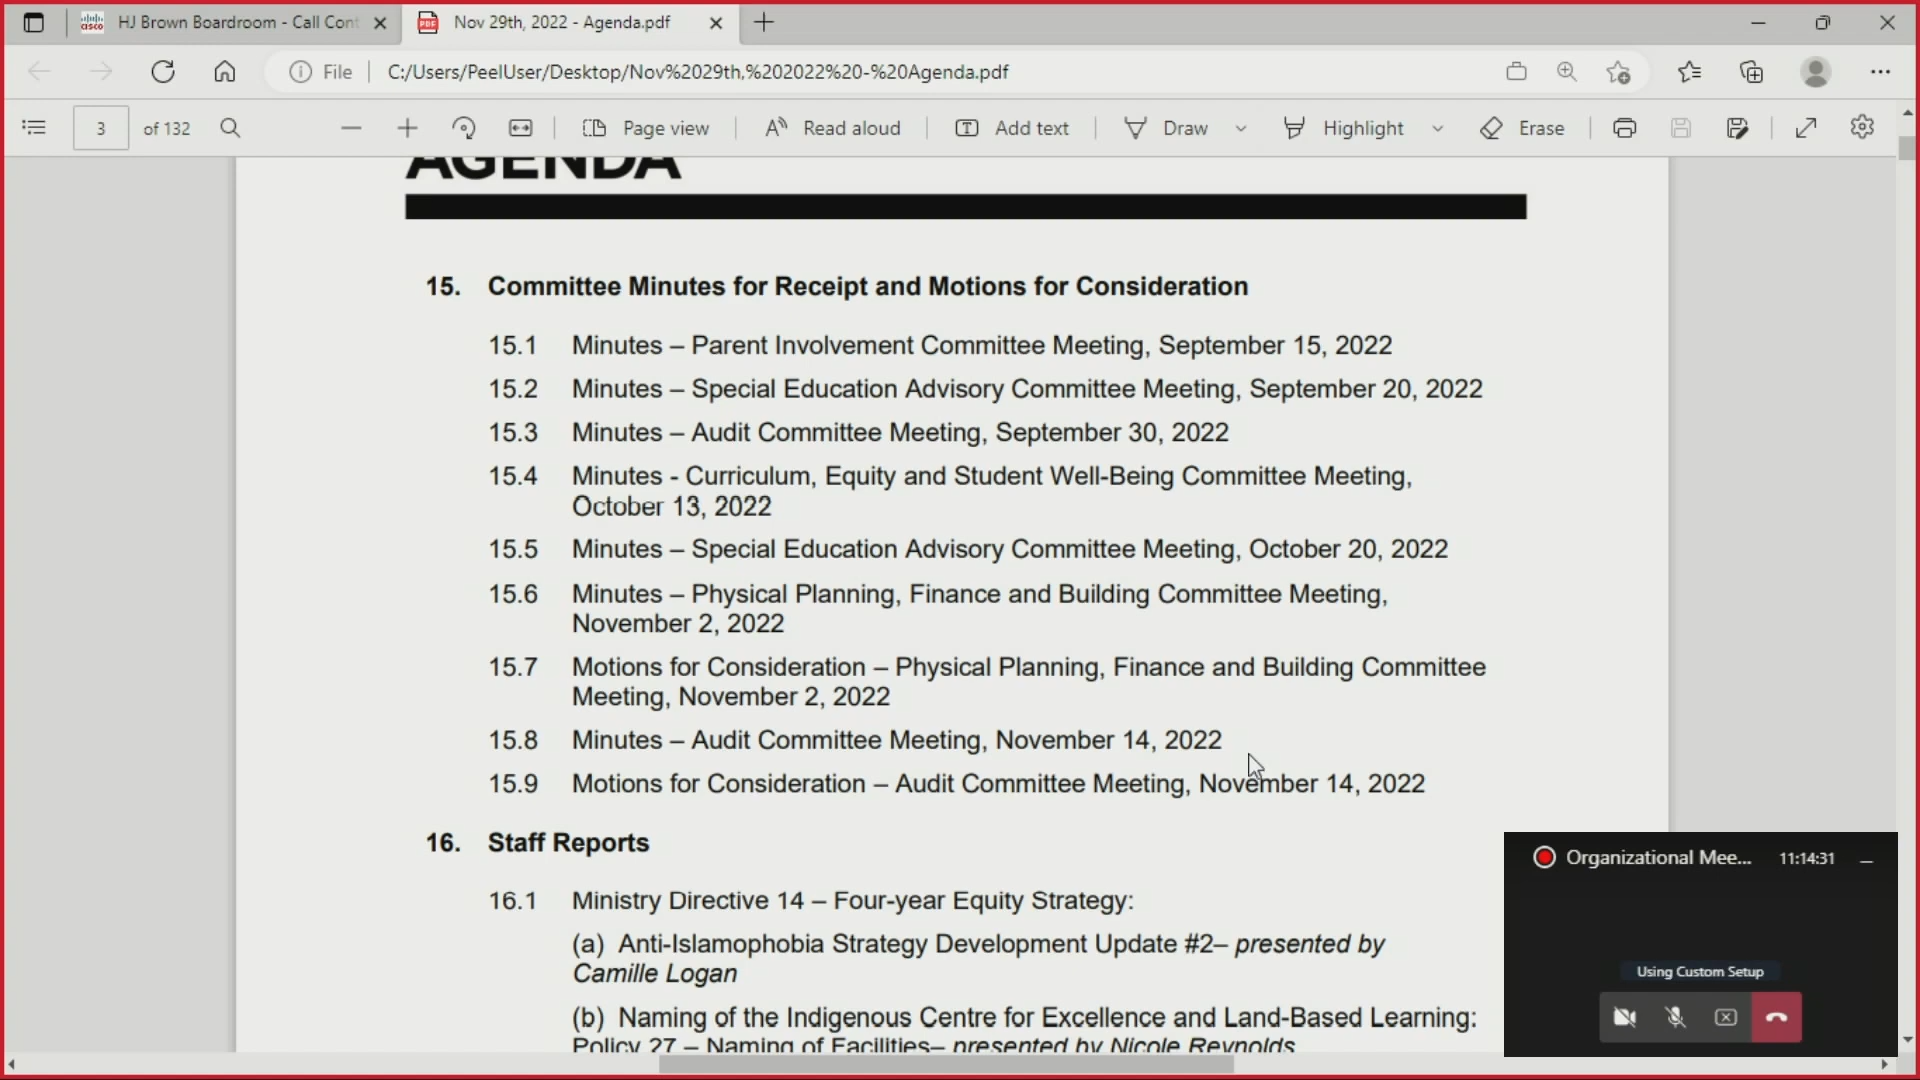 HJ Brown Boardroom - Call Cont
Nov 29th, 2022 - Agenda.pdf
File
C:/Users/PeelUser/Desktop/Nov%2029th,%202022%20-%20Agenda.pdf
3 of 132
Page view
Read aloud
Add text
Draw
Highlight
Erase
AGENDA
15. Committee Minutes for Receipt and Motions for Consideration
15.1 Minutes – Parent Involvement Committee Meeting, September 15, 2022
15.2 Minutes – Special Education Advisory Committee Meeting, September 20, 2022
15.3 Minutes – Audit Committee Meeting, September 30, 2022
15.4 Minutes - Curriculum, Equity and Student Well-Being Committee Meeting,
October 13, 2022
15.5 Minutes – Special Education Advisory Committee Meeting, October 20, 2022
15.6 Minutes – Physical Planning, Finance and Building Committee Meeting,
November 2, 2022
15.7 Motions for Consideration – Physical Planning, Finance and Building Committee
Meeting, November 2, 2022
15.8 Minutes – Audit Committee Meeting, November 14, 2022
15.9 Motions for Consideration – Audit Committee Meeting, November 14, 2022
16. Staff Reports
16.1 Ministry Directive 14 – Four-year Equity Strategy:
(a) Anti-Islamophobia Strategy Development Update #2– presented by
Camille Logan
(b) Naming of the Indigenous Centre for Excellence and Land-Based Learning:
Policy 27 – Naming of Facilities– presented by Nicole Reynolds
Organizational Mee... 11:14:31
Using Custom Setup